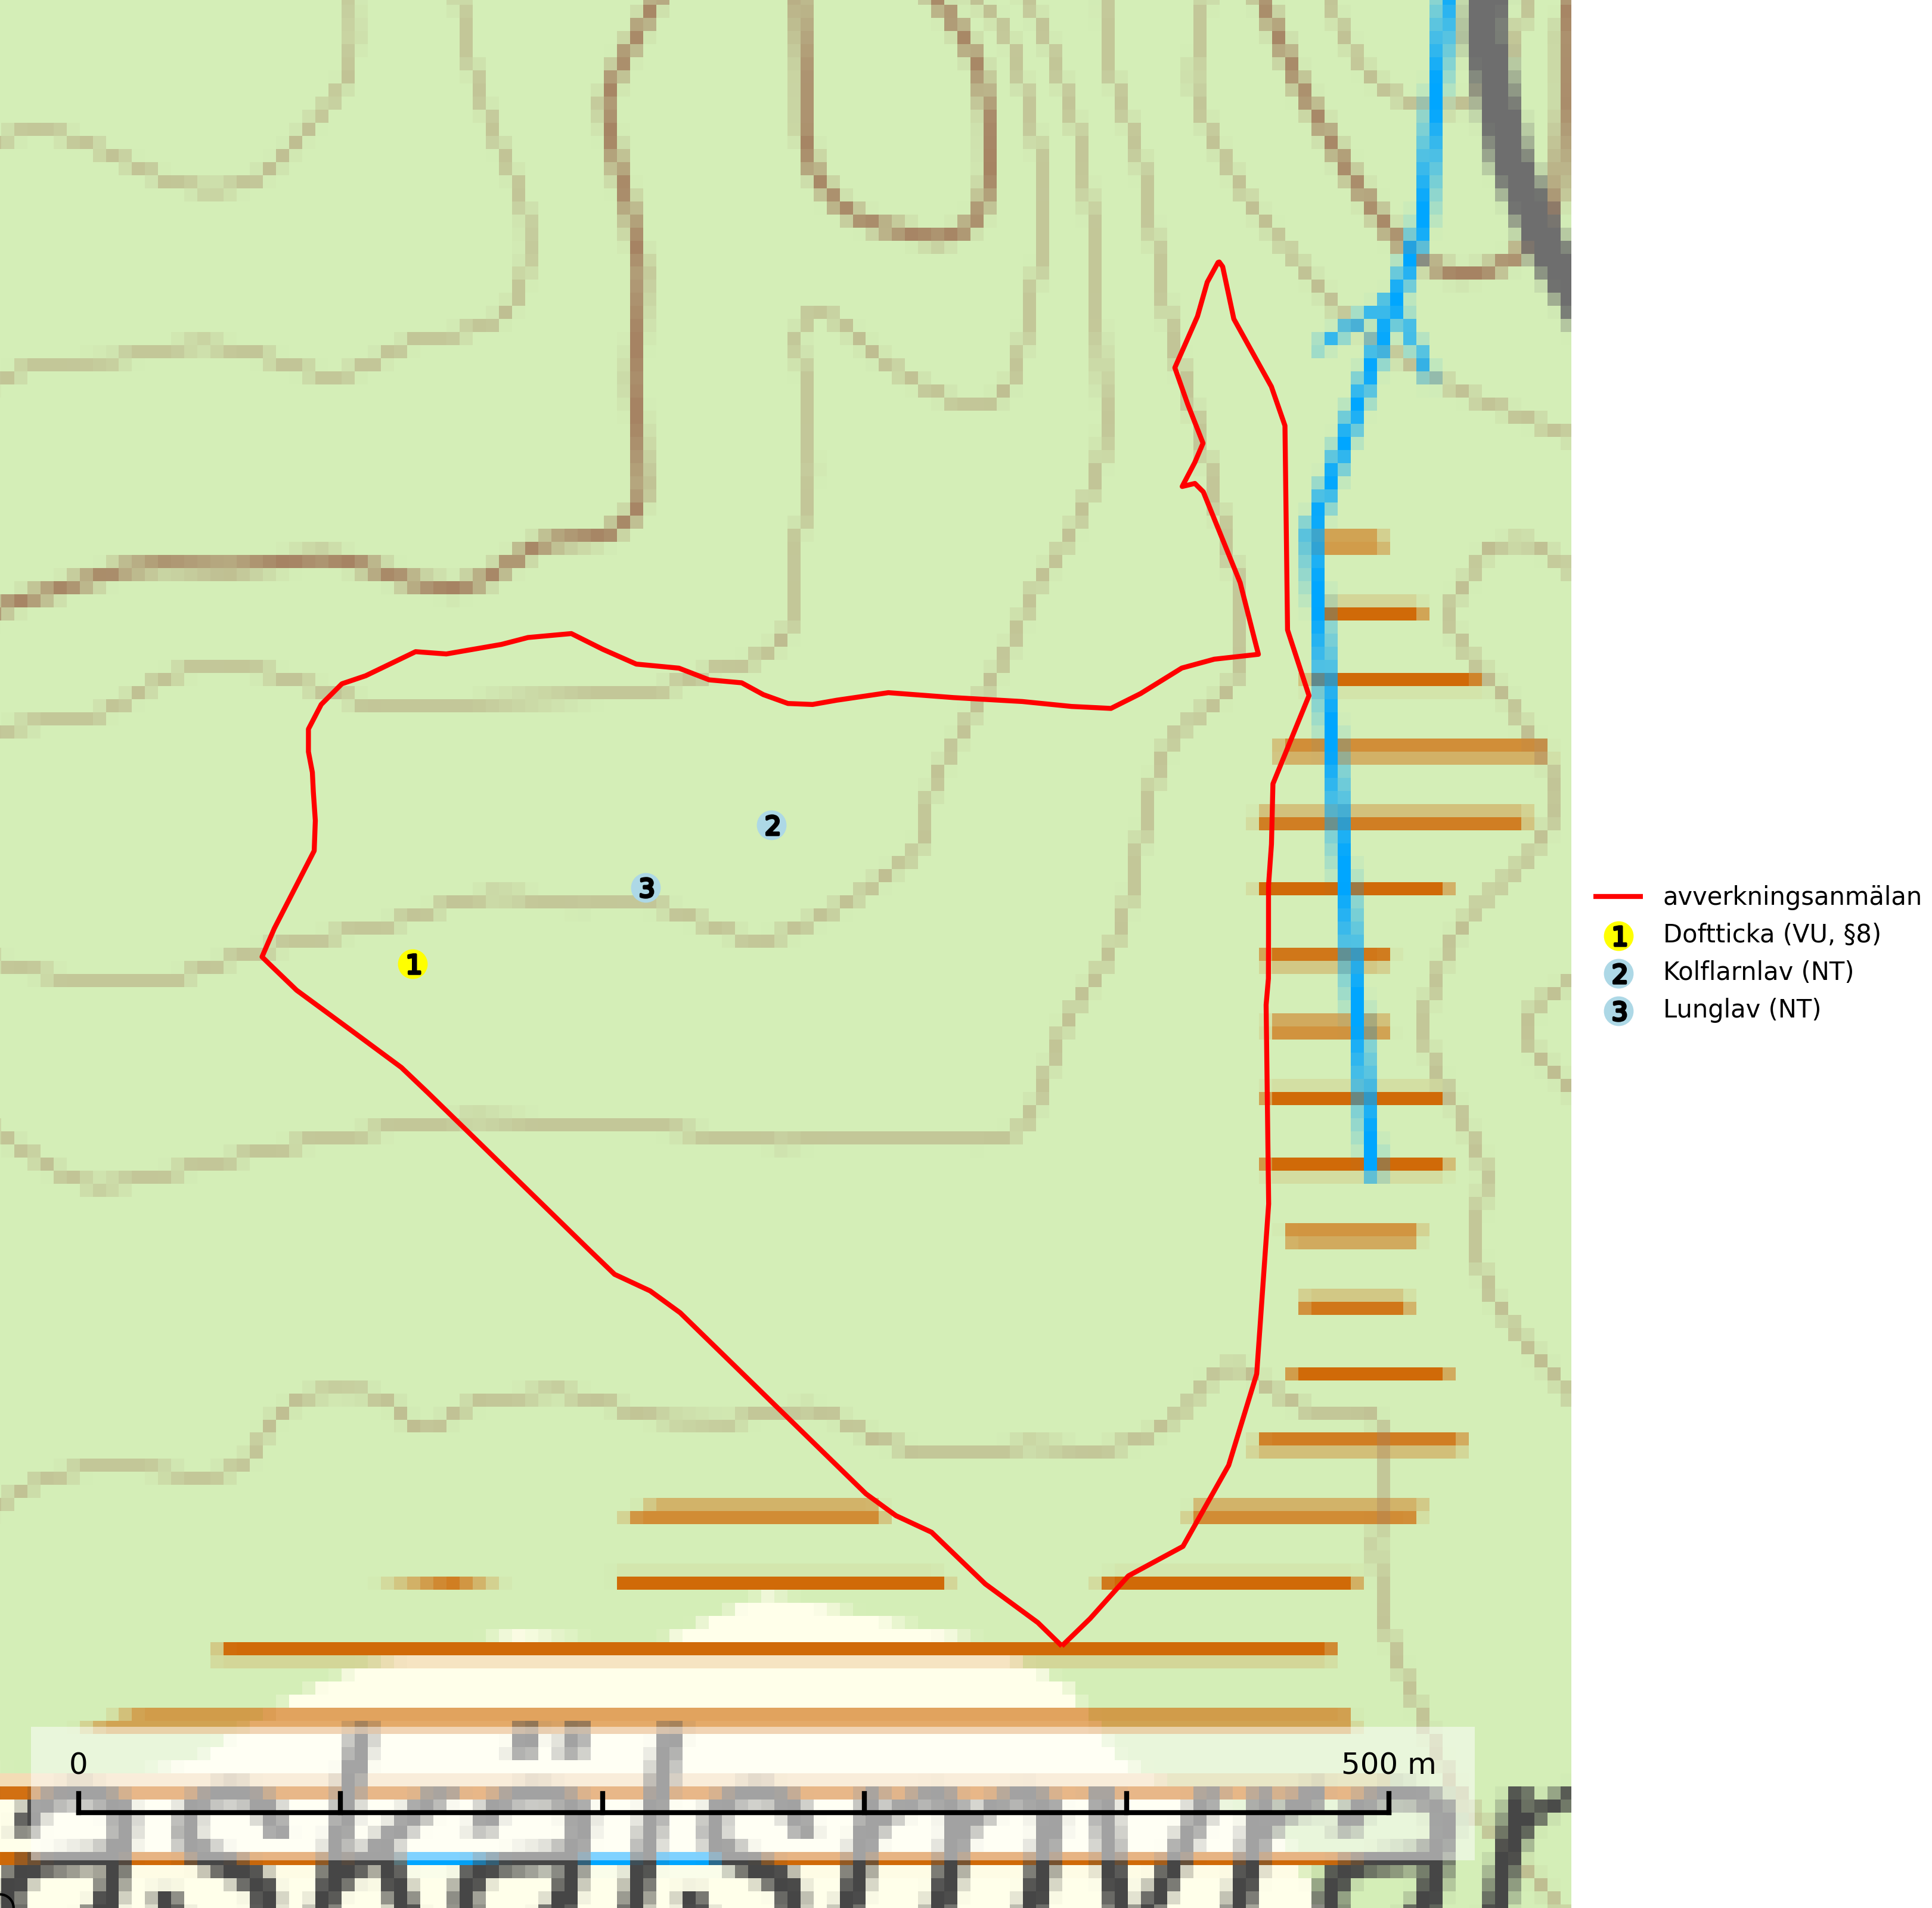 2
3
1
avverkningsanmälan
1 Doftticka (VU, §8)
2 Kolflarnlav (NT)
3 Lunglav (NT)
0 500 m